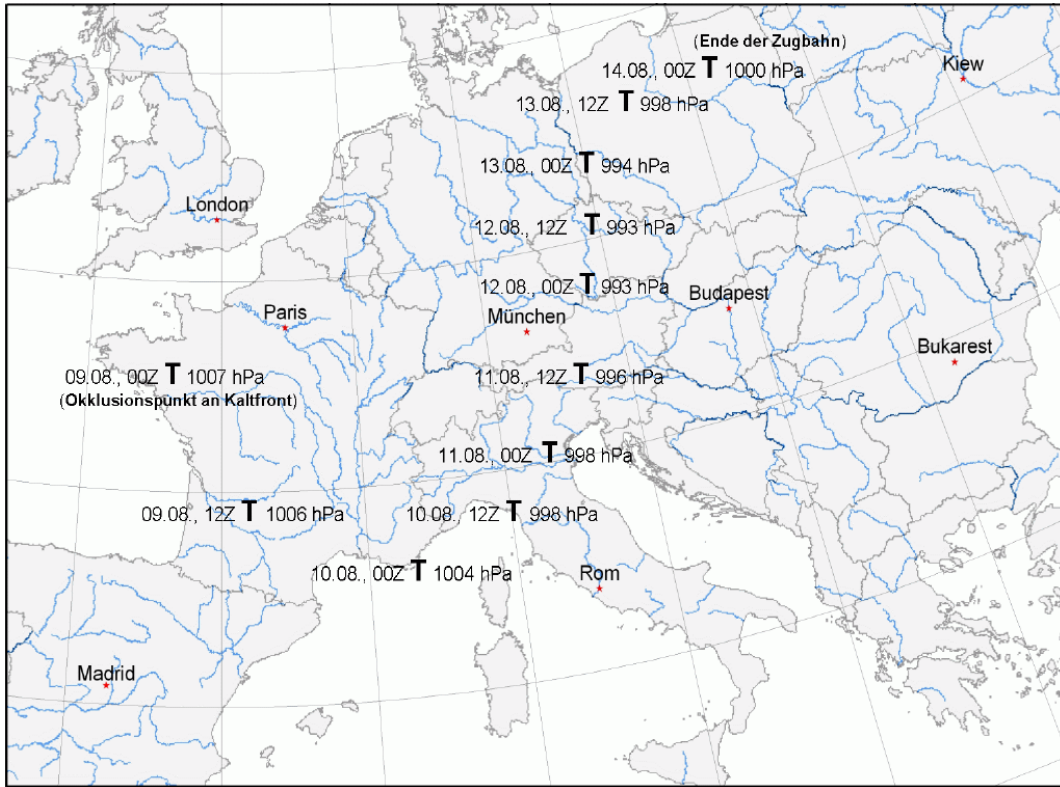 (Ende der Zugbahn)
14.08., 00Z T 1000 hPa
Kiew
13.08., 12Z T 998 hPa
13.08., 00Z T 994 hPa
London
12.08., 12Z T 993 hPa
12.08., 00Z T 993 hPa
Budapest
Paris
München
Bukarest
09.08., 00Z T 1007 hPa
(Okklusionspunkt an Kaltfront)
11.08., 12Z T 996 hPa
11.08., 00Z T 998 hPa
09.08., 12Z T 1006 hPa
10.08., 12Z T 998 hPa
10.08., 00Z T 1004 hPa
Rom
Madrid